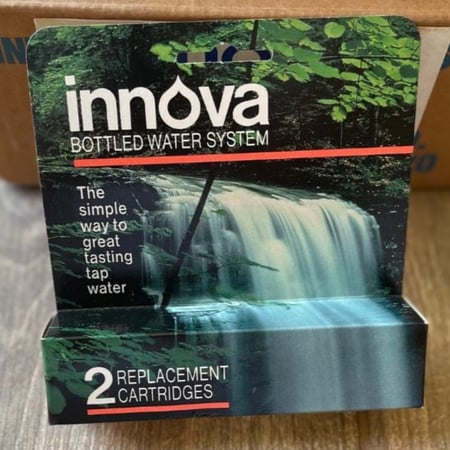 innova
BOTTLED WATER SYSTEM
The
simple
way to
great
tasting
tap
water
2 REPLACEMENT
CARTRIDGES